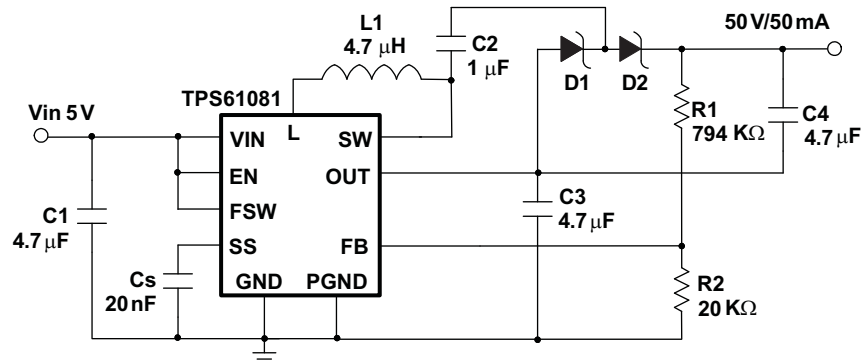 50 V/50 mA
L1
4.7 μH
C2
1 μF
D1
D2
TPS61081
Vin 5 V
VIN
L
SW
EN
OUT
FSW
SS
FB
GND
PGND
C1
4.7 μF
Cs
20 nF
C3
4.7 μF
R1
794 KΩ
C4
4.7 μF
R2
20 KΩ